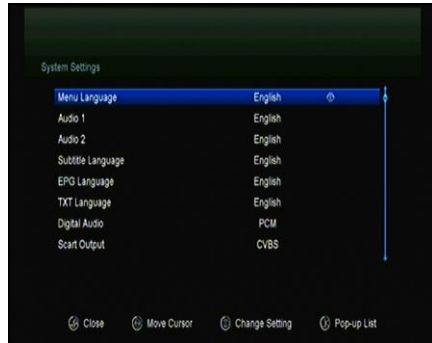 System Settings
Menu Language English
Audio 1 English
Audio 2 English
Subtitle Language English
EPG Language English
TXT Language English
Digital Audio PCM
Scart Output CVBS
Close Move Cursor Change Setting Pop-up List